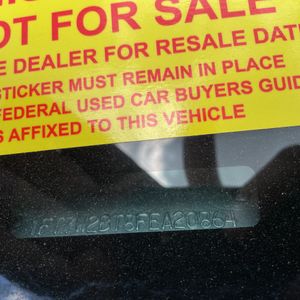 OT FOR SALE
E DEALER FOR RESALE DAT
STICKER MUST REMAIN IN PLACE
FEDERAL USED CAR BUYERS GUID
S AFFIXED TO THIS VEHICLE